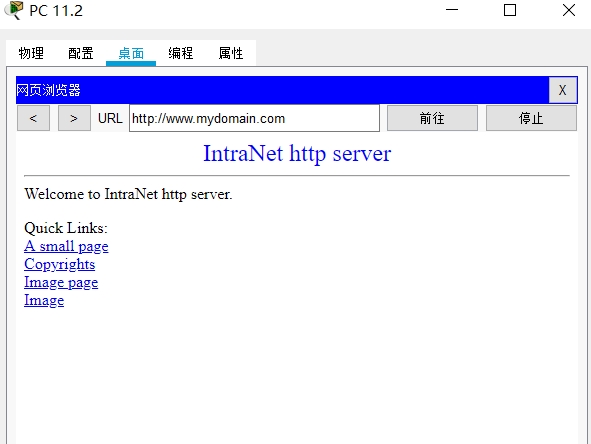 PC 11.2
物理 配置 桌面 编程 属性
网页浏览器 X
< > URL http://www.mydomain.com 前往 停止
IntraNet http server
Welcome to IntraNet http server.
Quick Links:
A small page
Copyrights
Image page
Image